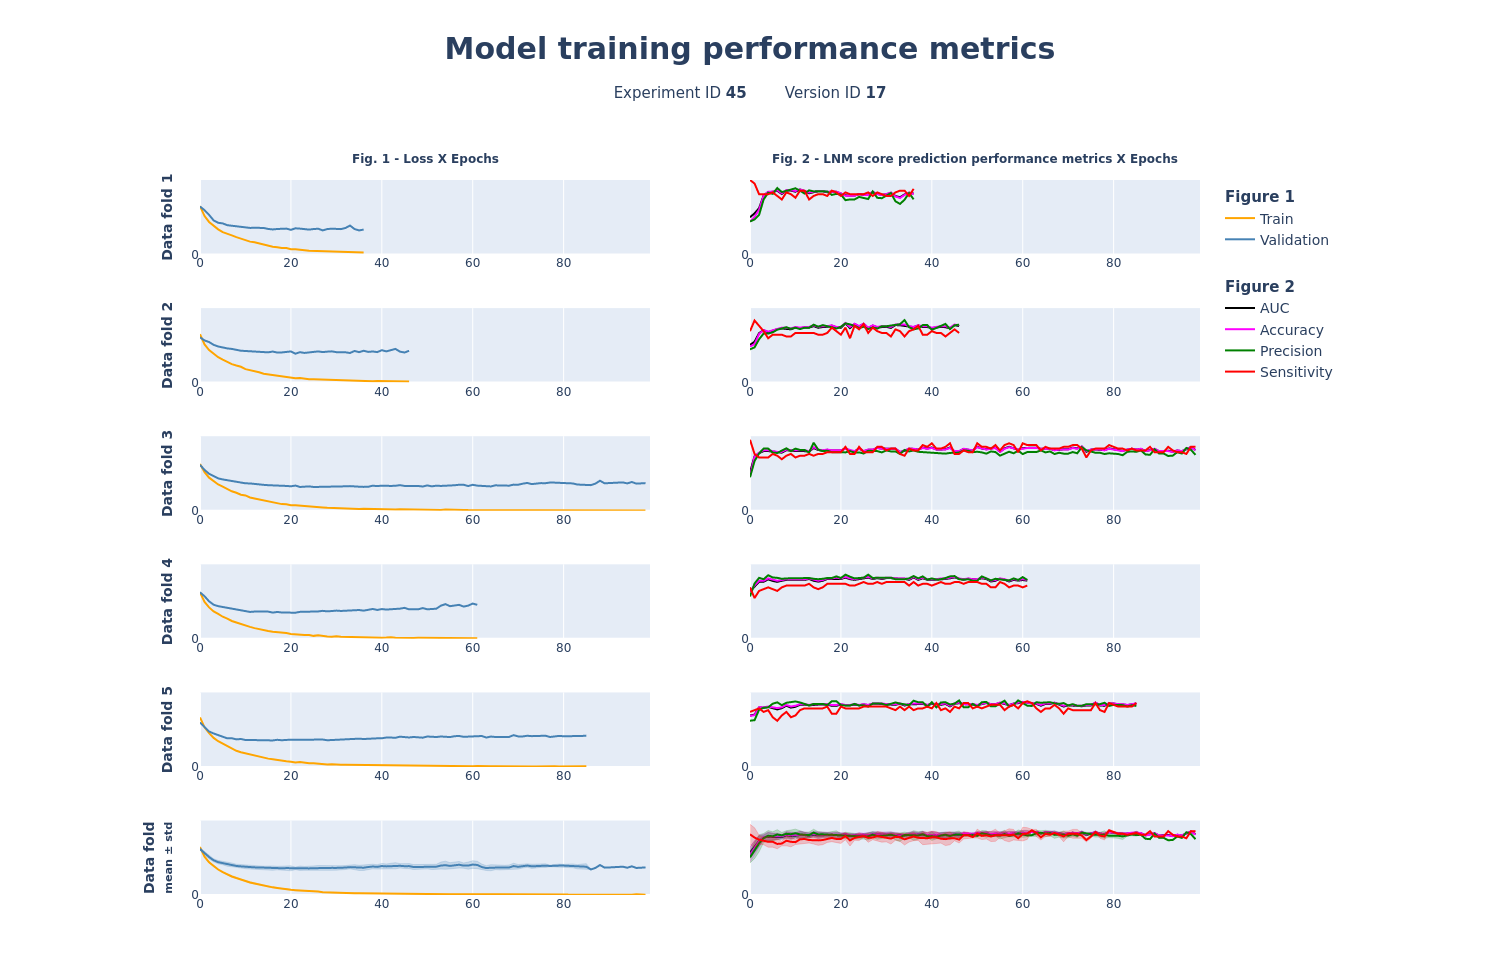 Model training performance metrics
Experiment ID 45 Version ID 17
Fig. 1 - Loss X Epochs
Fig. 2 - LNM score prediction performance metrics X Epochs
Data fold 1
0
0 20 40 60 80
0
0 20 40 60 80
Data fold 2
0
0 20 40 60 80
0
0 20 40 60 80
Data fold 3
0
0 20 40 60 80
0
0 20 40 60 80
Data fold 4
0
0 20 40 60 80
0
0 20 40 60 80
Data fold 5
0
0 20 40 60 80
0
0 20 40 60 80
Data fold
mean ± std
0
0 20 40 60 80
0
0 20 40 60 80
Figure 1
Train
Validation
Figure 2
AUC
Accuracy
Precision
Sensitivity